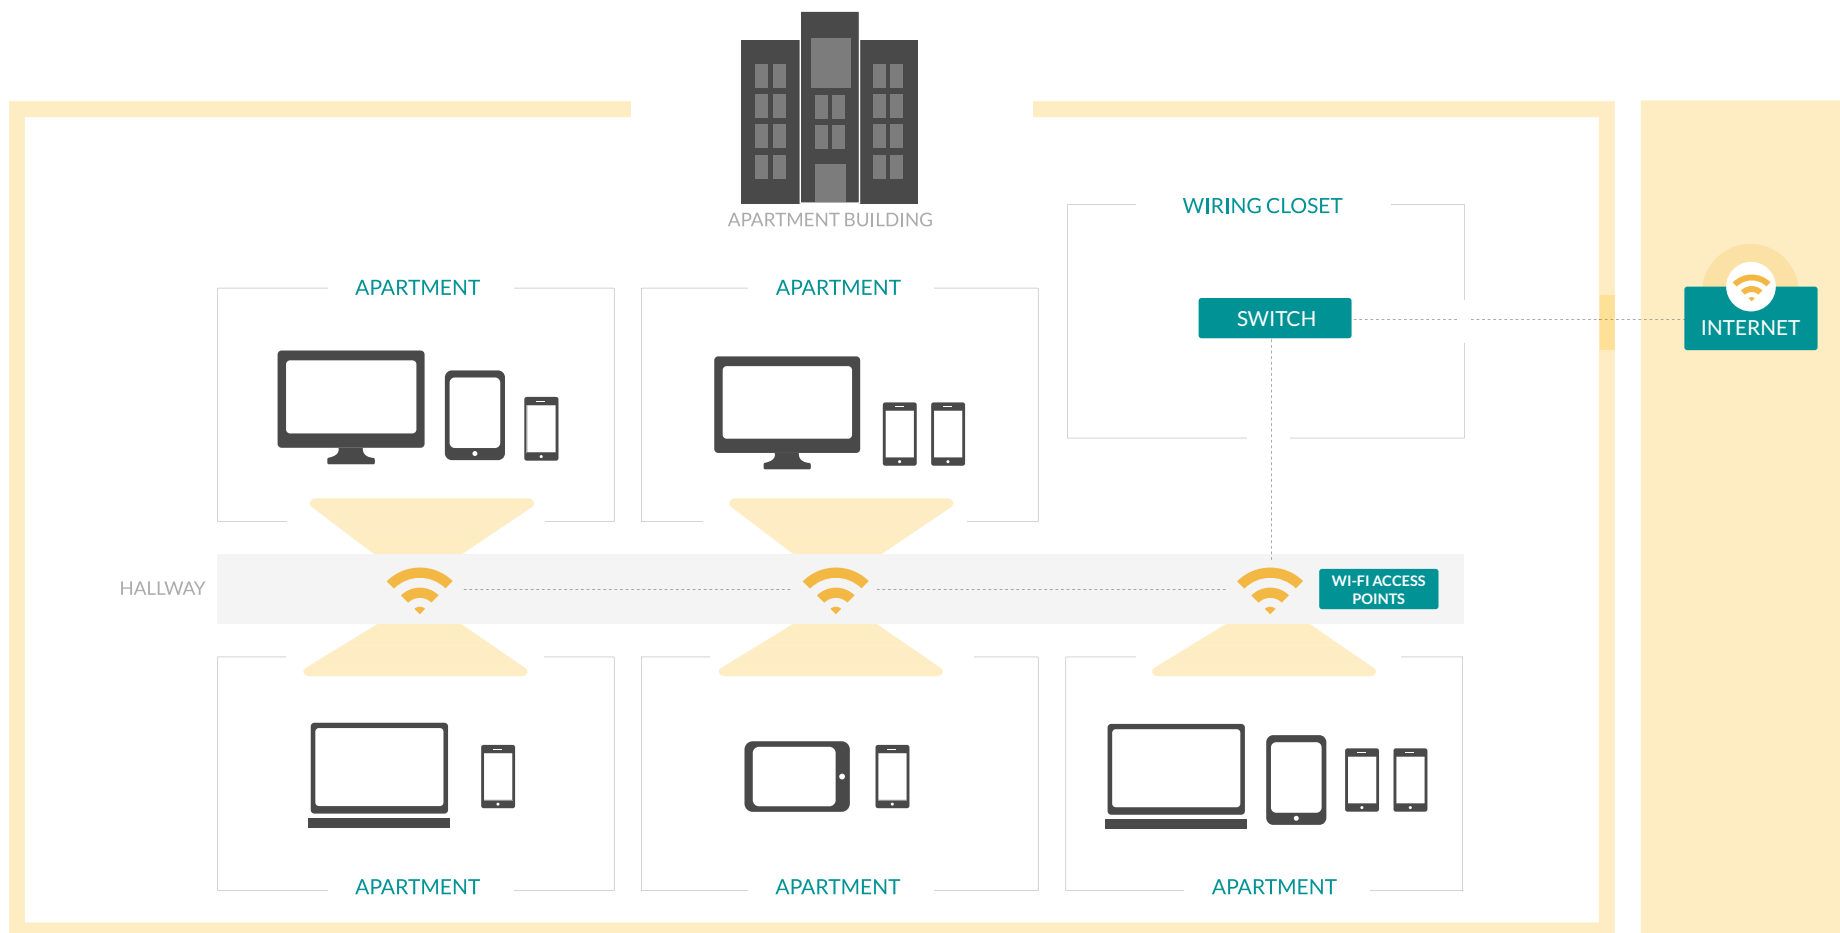 APARTMENT BUILDING
WIRING CLOSET
APARTMENT
APARTMENT
SWITCH
INTERNET
HALLWAY
WI-FI ACCESS
POINTS
APARTMENT
APARTMENT
APARTMENT